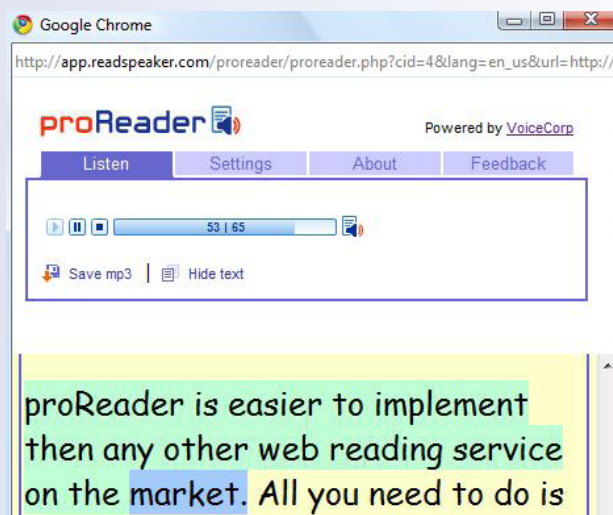 Google Chrome
http://app.readspeaker.com/proreader/proreader.php?cid=4&lang=en_us&url=http://
proReader
Powered by VoiceCorp
Listen Settings About Feedback
53 | 65
Save mp3 | Hide text
proReader is easier to implement
then any other web reading service
on the market. All you need to do is